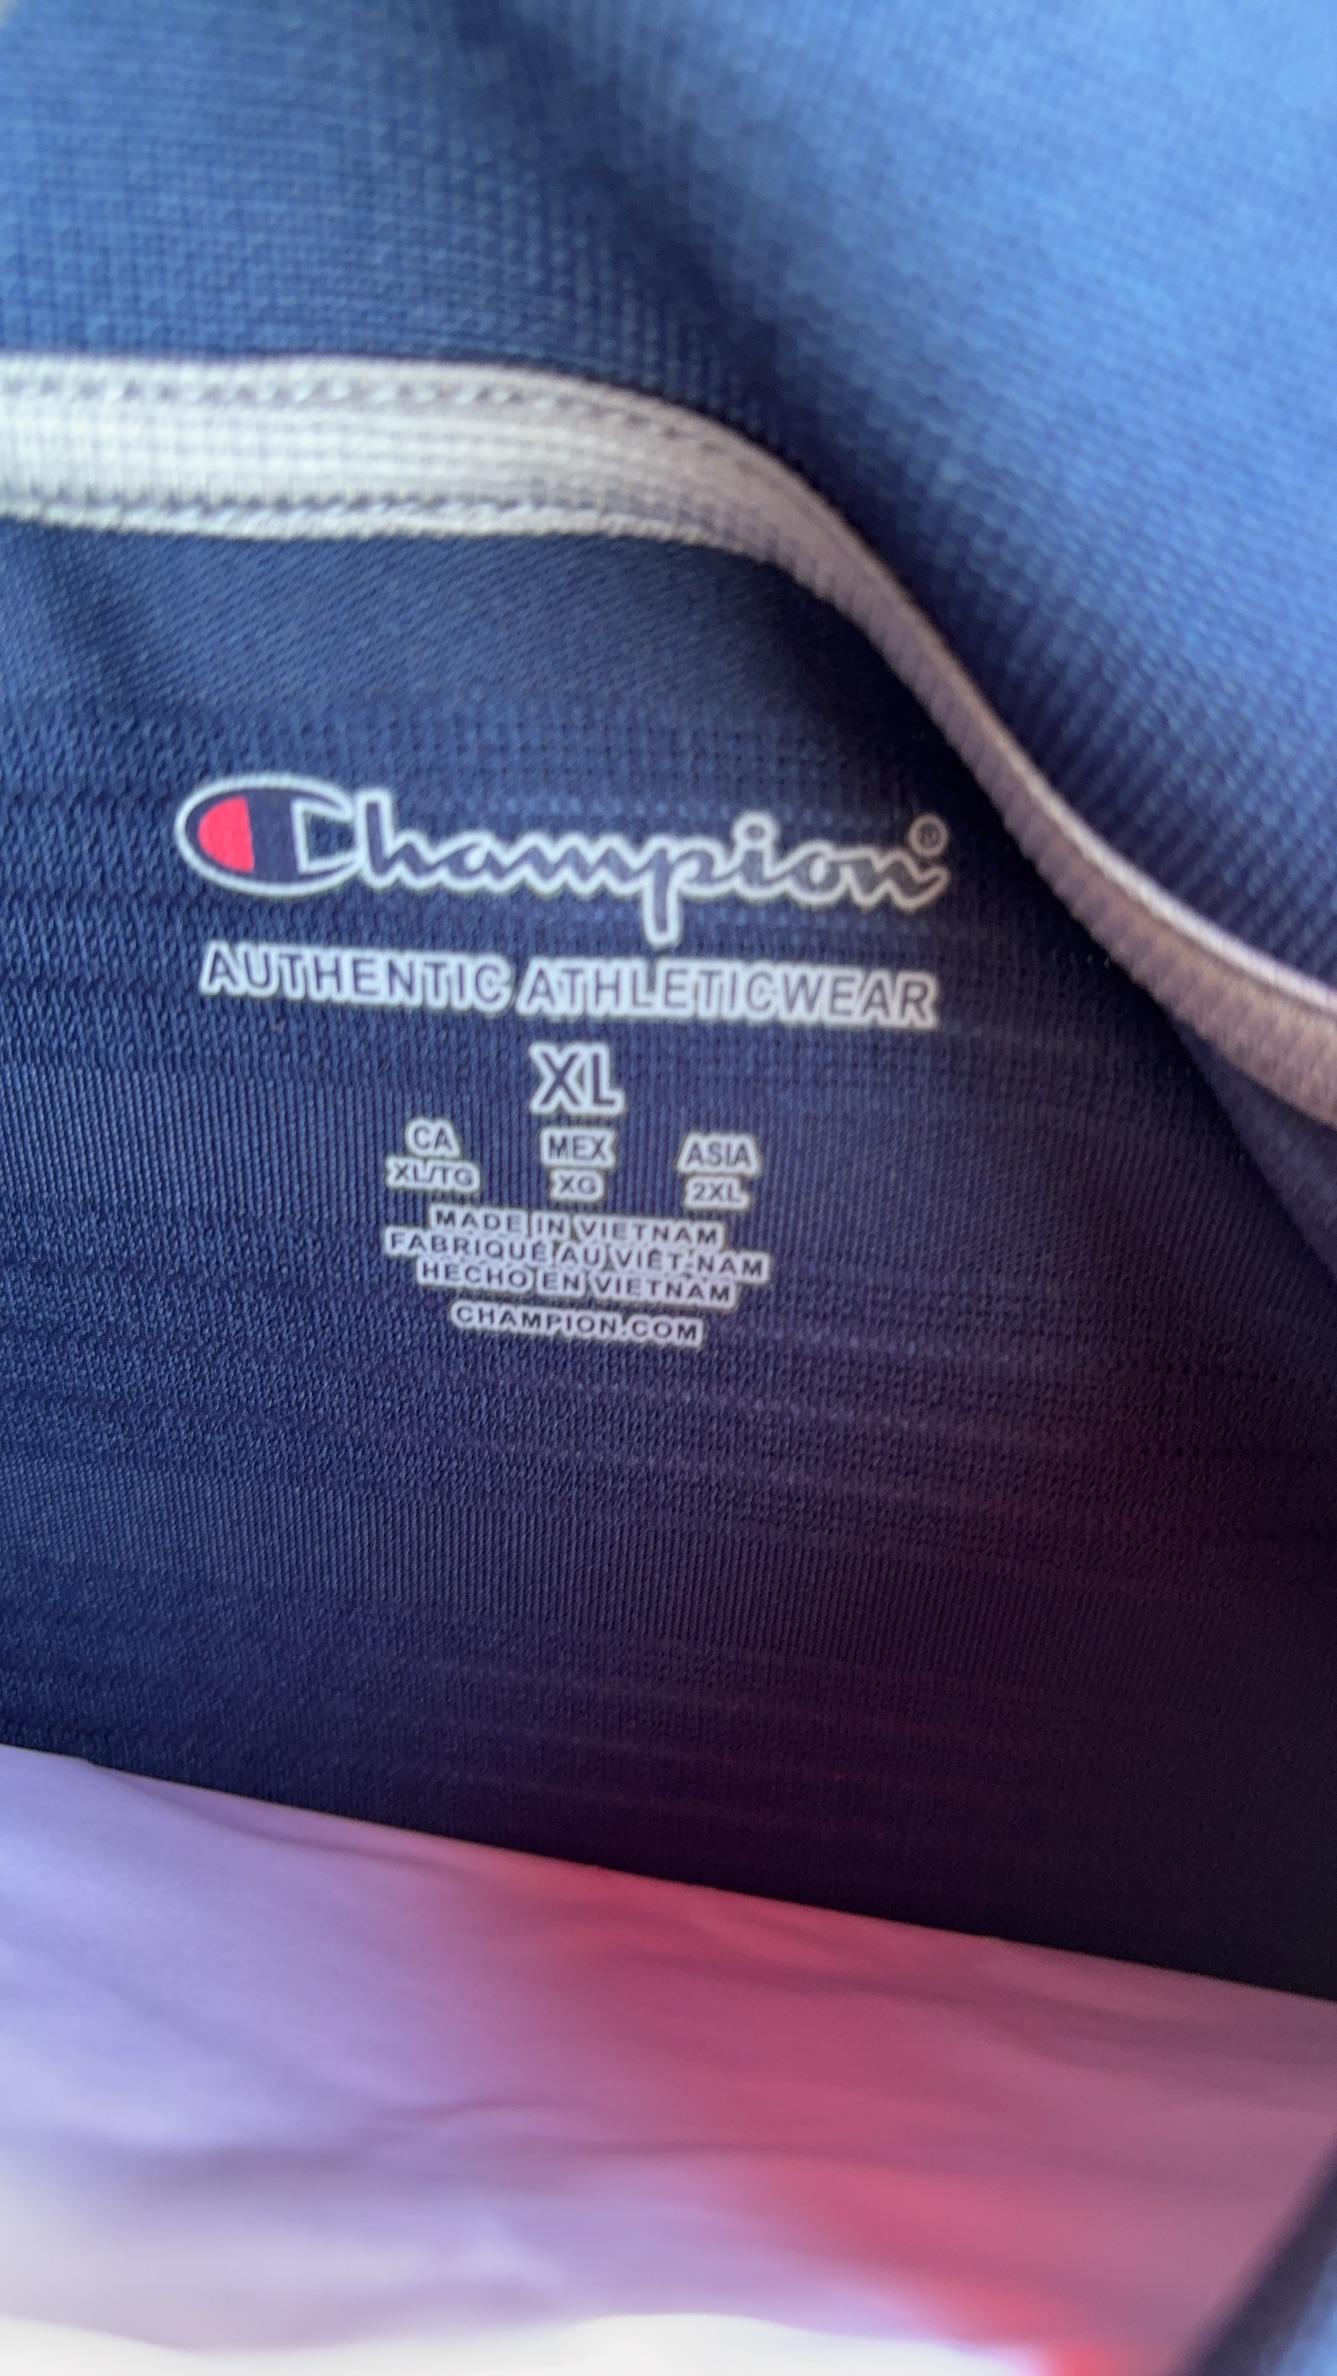 Champion®
AUTHENTIC ATHLETICWEAR
XL
CA MEX ASIA
XL/TG XG 2XL
MADE IN VIETNAM
FABRIQUÉ AU VIÊT-NAM
HECHO EN VIETNAM
CHAMPION.COM